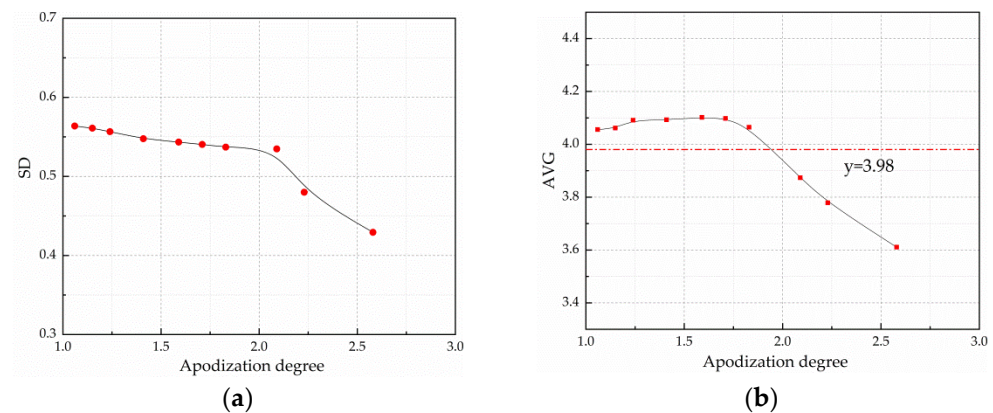 0.7
0.6
0.5
0.4
0.3
SD
1.0 1.5 2.0 2.5 3.0
Apodization degree
(a)
4.4
4.2
4.0
3.8
3.6
3.4
AVG
y=3.98
1.0 1.5 2.0 2.5 3.0
Apodization degree
(b)